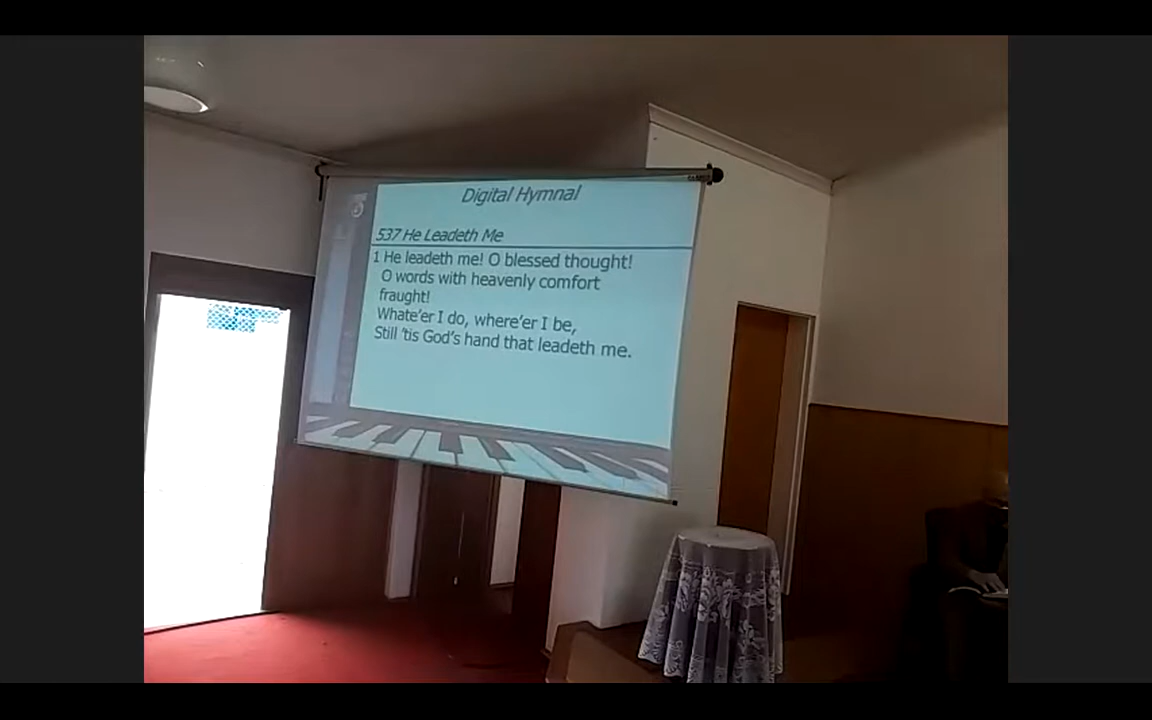 Digital Hymnal
537 He Leadeth Me
1 He leadeth me! O blessed thought!
O words with heavenly comfort
fraught!
Whate'er I do, where'er I be,
Still 'tis God's hand that leadeth me.